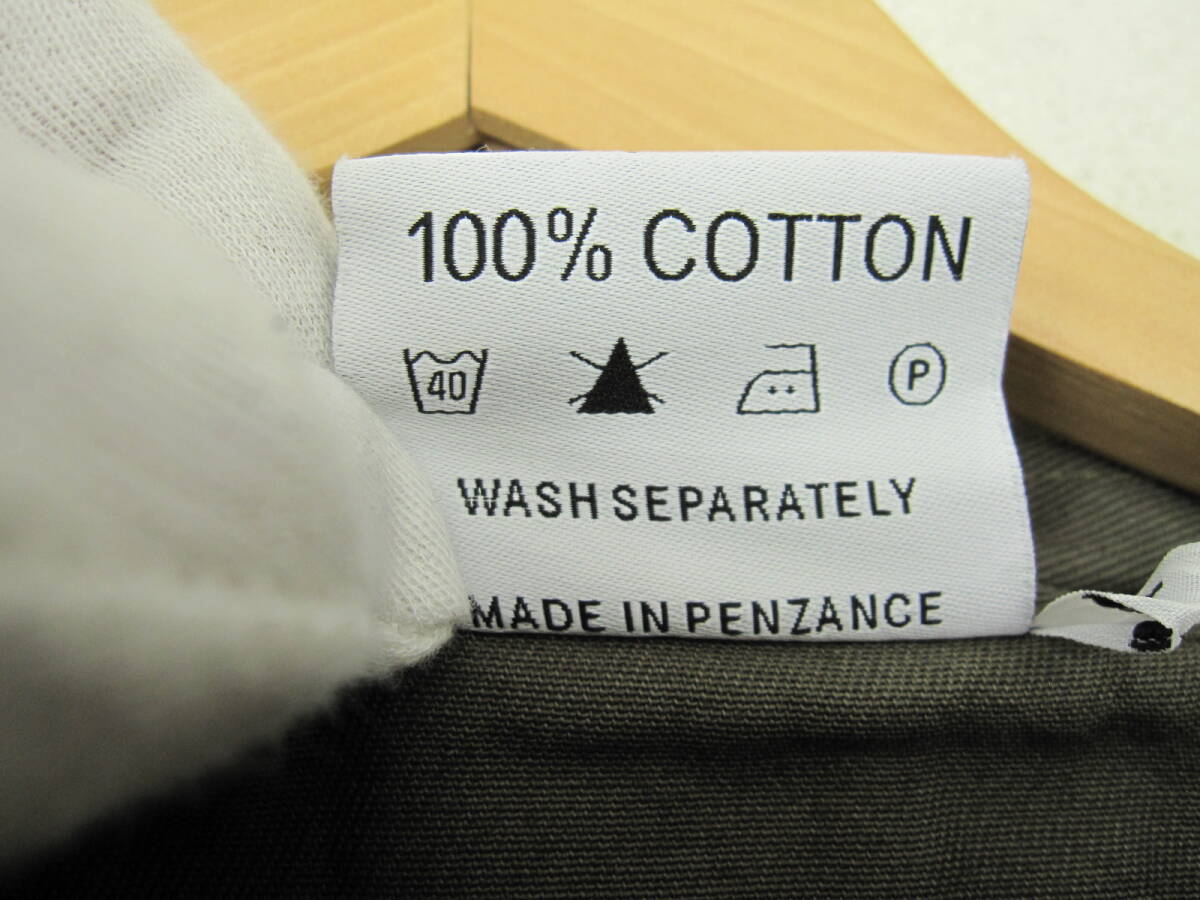 100% COTTON
40 P
WASH SEPARATELY
MADE IN PENZANCE